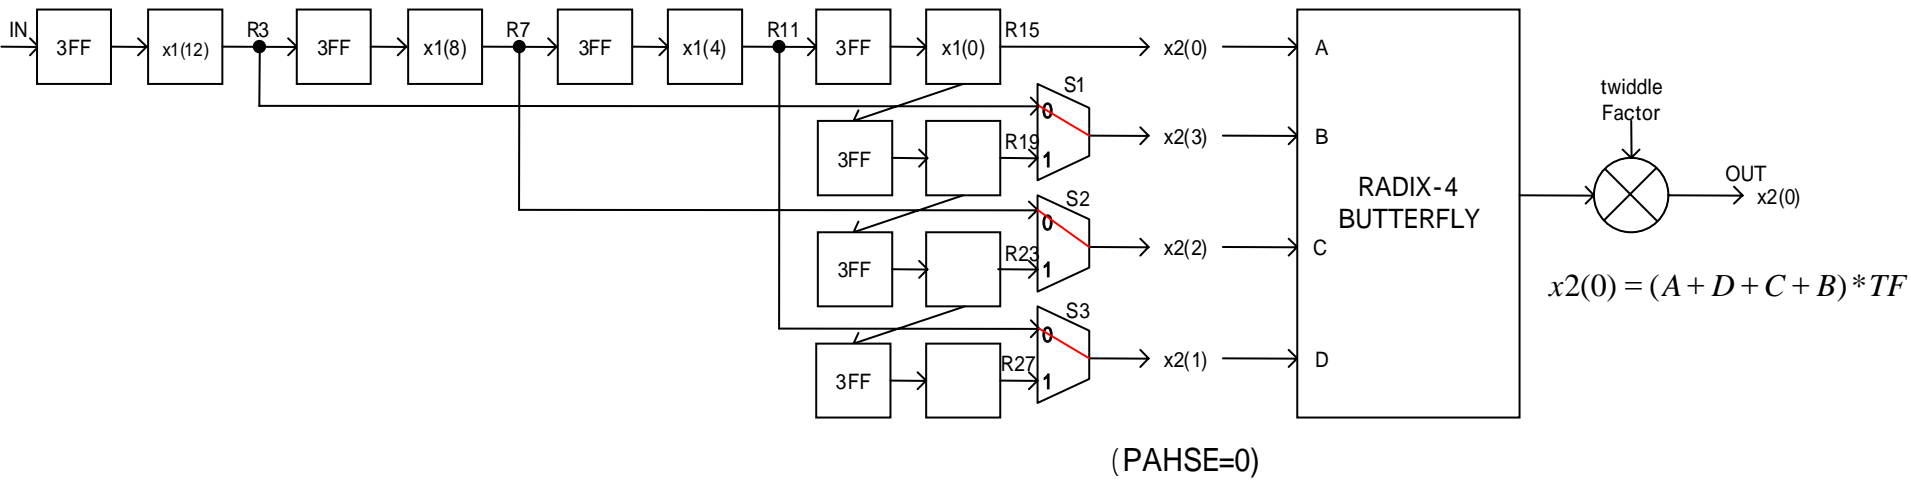 IN
3FF
x1(12)
R3
3FF
x1(8)
R7
3FF
x1(4)
R11
3FF
x1(0)
R15
x2(0)
A
S1
0
3FF
R19
1
x2(3)
B
S2
0
3FF
R23
1
x2(2)
C
S3
0
3FF
R27
1
x2(1)
D
RADIX-4
BUTTERFLY
twiddle
Factor
OUT
x2(0)
x2(0) = (A + D + C + B) * TF
(PAHSE=0)